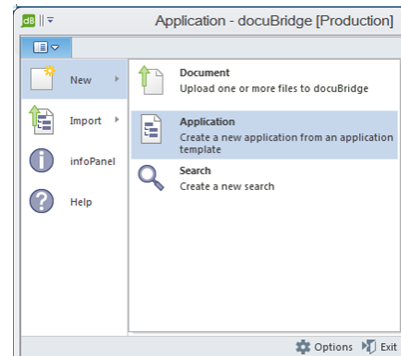 dB
Application - docuBridge [Production]
New
Document
Upload one or more files to docuBridge
Import
Application
Create a new application from an application
template
infoPanel
Search
Create a new search
Help
Options Exit